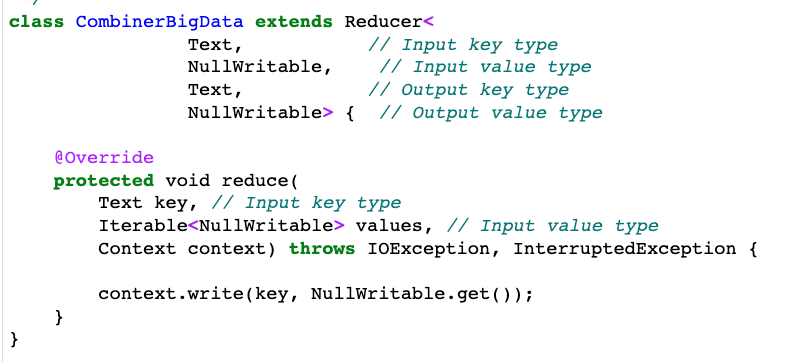 */
class CombinerBigData extends Reducer<
Text, // Input key type
NullWritable, // Input value type
Text, // Output key type
NullWritable> { // Output value type
@Override
protected void reduce(
Text key, // Input key type
Iterable<NullWritable> values, // Input value type
Context context) throws IOException, InterruptedException {
context.write(key, NullWritable.get());
}
}